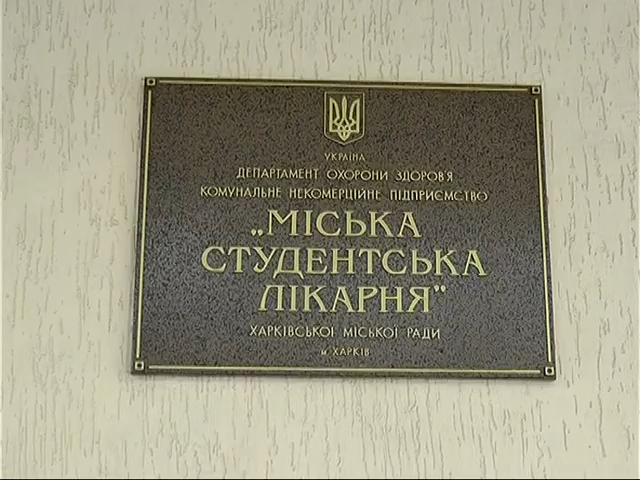 УКРАЇНА
ДЕПАРТАМЕНТ ОХОРОНИ ЗДОРОВ'Я
КОМУНАЛЬНЕ НЕКОМЕРЦІЙНЕ ПІДПРИЄМСТВО
„МІСЬКА
СТУДЕНТСЬКА
ЛІКАРНЯ"
ХАРКІВСЬКОЇ МІСЬКОЇ РАДИ
м ХАРКІВ